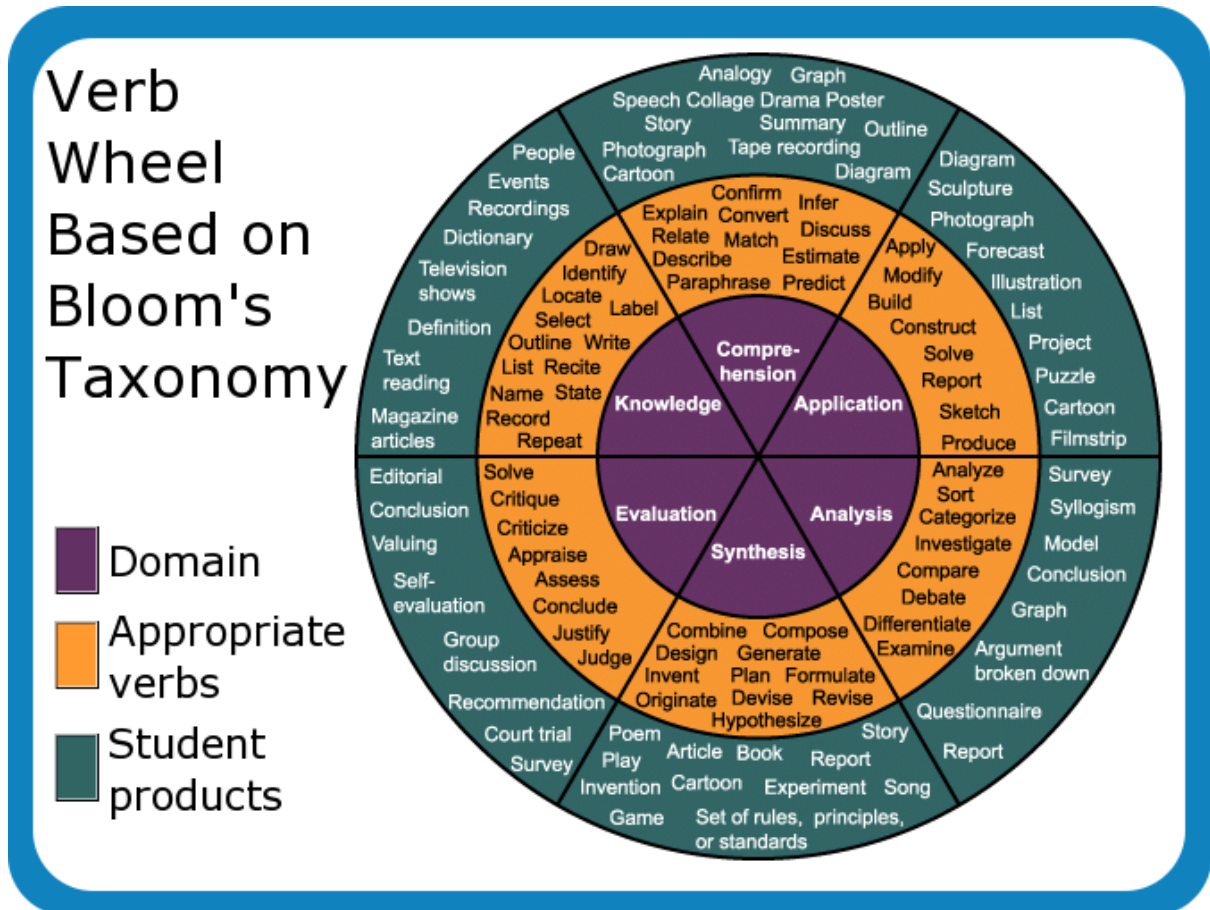 Verb
Wheel
Based on
Bloom's
Taxonomy
Domain
Appropriate
verbs
Student
products
Knowledge
Compre-
hension
Application
Analysis
Synthesis
Evaluation
Draw
Identify
Locate
Label
Select
Outline Write
List Recite
Name State
Record
Repeat
Confirm
Infer
Explain Convert
Discuss
Relate Match
Describe
Estimate
Paraphrase Predict
Apply
Modify
Build
Construct
Solve
Report
Sketch
Produce
Analyze
Sort
Categorize
Investigate
Compare
Debate
Differentiate
Examine
Combine Compose
Design Generate
Invent Plan Formulate
Originate Devise Revise
Hypothesize
Solve
Critique
Criticize
Appraise
Assess
Conclude
Justify
Judge
People
Events
Recordings
Dictionary
Television
shows
Definition
Text
reading
Magazine
articles
Analogy Graph
Speech Collage Drama Poster
Story Summary Outline
Photograph Tape recording
Cartoon Diagram
Diagram
Sculpture
Photograph
Forecast
Illustration
List
Project
Puzzle
Cartoon
Filmstrip
Survey
Syllogism
Model
Conclusion
Graph
Argument
broken down
Questionnaire
Report
Poem Story
Play Article Book Report
Invention Cartoon Experiment Song
Game Set of rules, principles,
or standards
Editorial
Conclusion
Valuing
Self-
evaluation
Group
discussion
Recommendation
Court trial
Survey